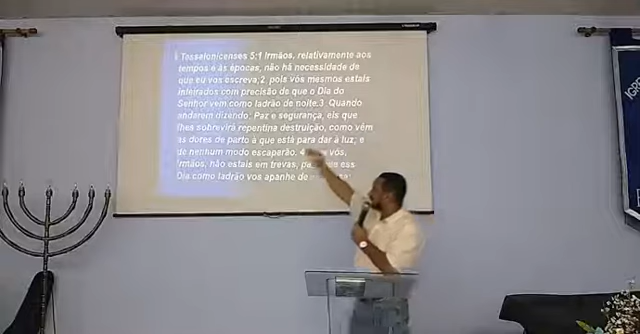 I Tessalonicenses 5:1 Irmãos, relativamente aos
tempos e às épocas, não há necessidade de
que eu vos escreva; 2 pois vós mesmos estais
inteirados com precisão de que o Dia do
Senhor vem como ladrão de noite. 3 Quando
andarem dizendo: Paz e segurança, eis que
lhes sobrevirá repentina destruição, como vêm
as dores de parto à que está para dar à luz; e
de nenhum modo escaparão. 4 vós,
irmãos, não estais em trevas,
Dia como ladrão vos apanhe de